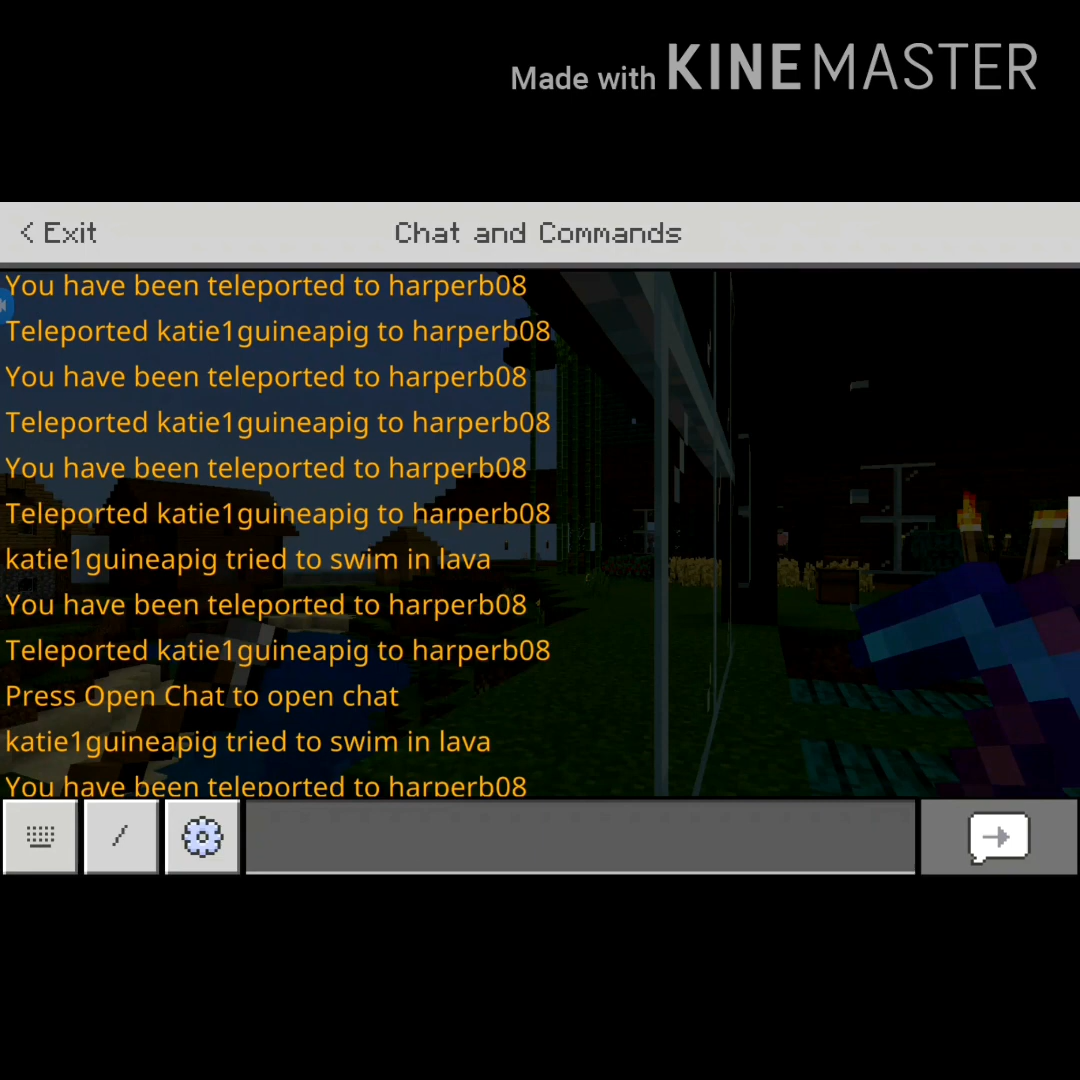 Made with KINEMASTER
< Exit
Chat and Commands
You have been teleported to harperb08
Teleported katie1guineapig to harperb08
You have been teleported to harperb08
Teleported katie1guineapig to harperb08
You have been teleported to harperb08
Teleported katie1guineapig to harperb08
katie1guineapig tried to swim in lava
You have been teleported to harperb08
Teleported katie1guineapig to harperb08
Press Open Chat to open chat
katie1guineapig tried to swim in lava
You have been teleported to harperb08
/